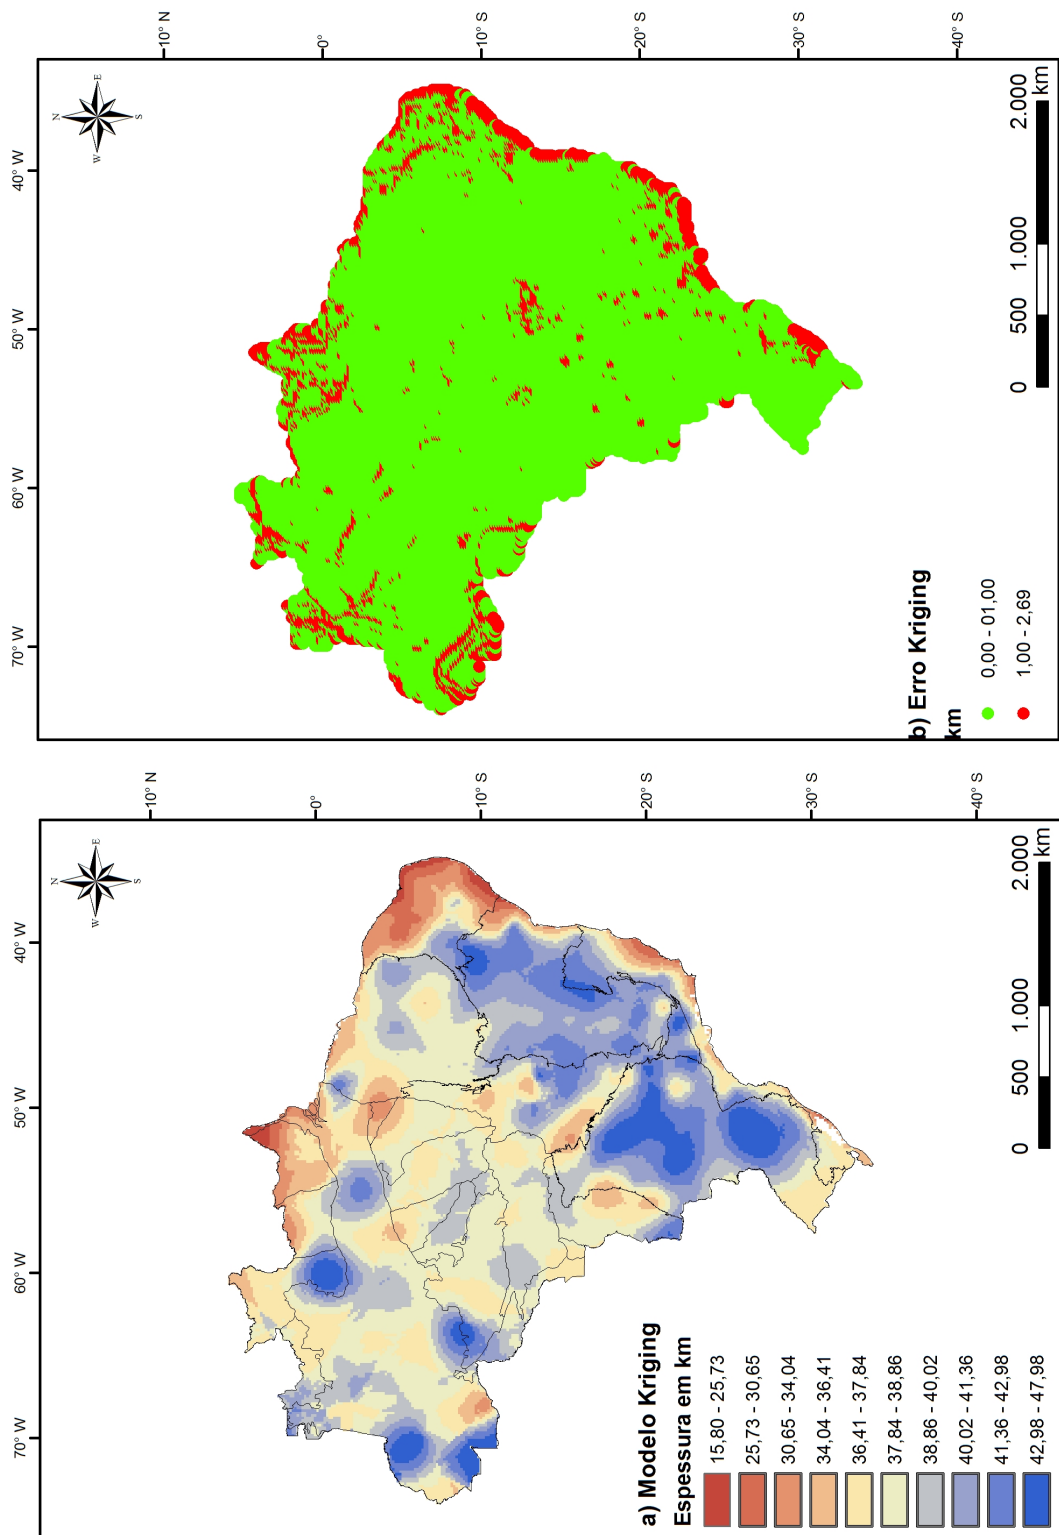 a) Modelo Kriging
Espessura em km
15,80 - 25,73
25,73 - 30,65
30,65 - 34,04
34,04 - 36,41
36,41 - 37,84
37,84 - 38,86
38,86 - 40,02
40,02 - 41,36
41,36 - 42,98
42,98 - 47,98
70° W
60° W
50° W
40° W
10° N
0°
10° S
20° S
30° S
40° S
N
E
S
W
0
500
1.000
2.000
km
b) Erro Kriging
km
0,00 - 01,00
1,00 - 2,69
70° W
60° W
50° W
40° W
10° N
0°
10° S
20° S
30° S
40° S
N
E
S
W
0
500
1.000
2.000
km